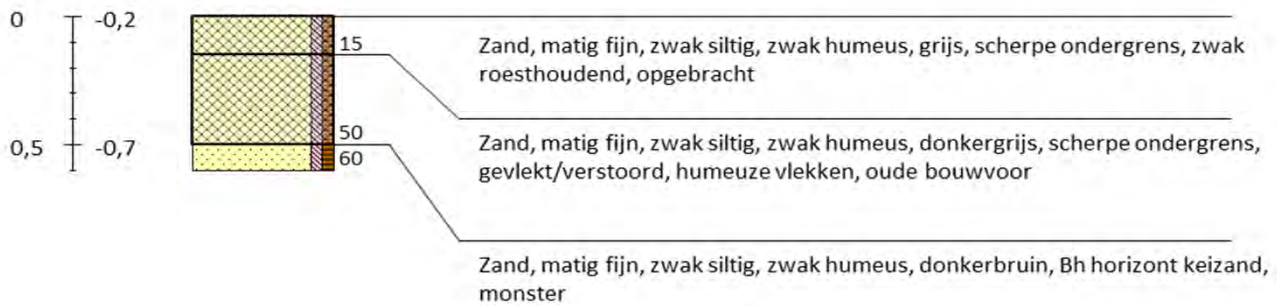 0 -0,2
15
Zand, matig fijn, zwak siltig, zwak humeus, grijs, scherpe ondergrens, zwak
roesthoudend, opgebracht
50
0,5 -0,7
60
Zand, matig fijn, zwak siltig, zwak humeus, donkergrijs, scherpe ondergrens,
gevlekt/verstoord, humeuze vlekken, oude bouwvoor
Zand, matig fijn, zwak siltig, zwak humeus, donkerbruin, Bh horizont keizand,
monster